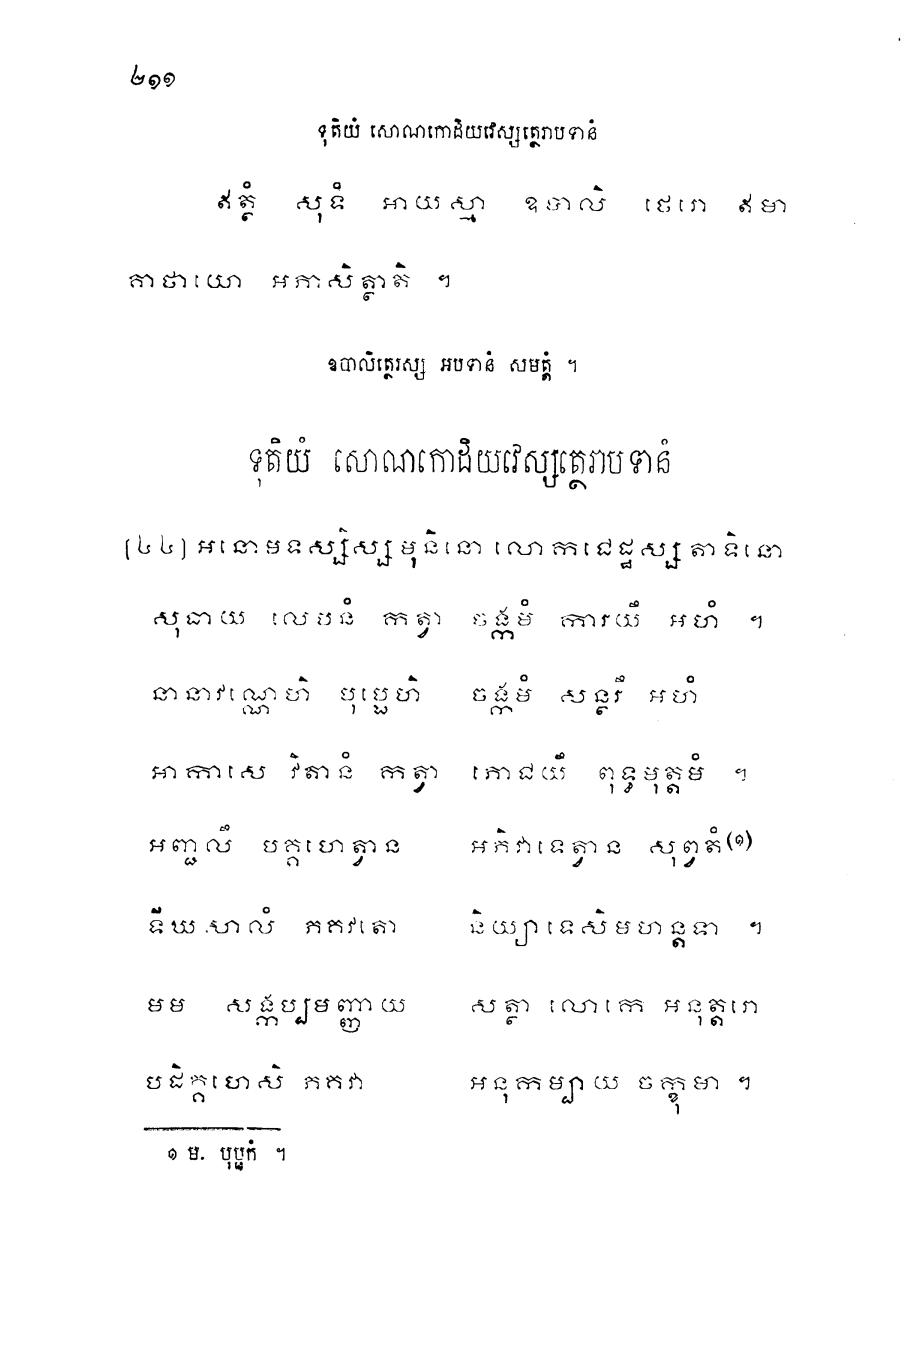 ២១១
ទុតិយំ សោណកោដិយវេស្សត្ថេរាបទានំ
ឥត្ថំ សុទំ អាយស្មា ឧបាលិ ថេរោ ឥមា
គាថាយោ អភាសិត្ថាតិ ។
ឧបាលិត្ថេរស្ស អបទានំ សមត្តំ ។
ទុតិយំ សោណកោដិយវេស្សត្ថេរាបទានំ
[៤៤] អនោមទស្សិស្ស មុនិនោ លោកជេដ្ឋស្ស តាទិនោ
សុធាយ លេបនំ កត្វា ចង្កមំ ការយឹ អហំ ។
នានាវណ្ណេហិ បុប្ផេហិ ចង្កមំ សន្ថរឹ អហំ
អាកាសេ វិតានំ កត្វា ភោជយឹ ពុទ្ធមុត្តមំ ។
អញ្ជលឹ បគ្គហេត្វាន អភិវាទេត្វាន សុព្វតំ(១)
ទីឃសាលំ ភគវតោ និយ្យាទេសិមហន្តទា ។
មម សង្កប្បមញ្ញាយ សត្ថា លោកេ អនុត្តរោ
បដិគ្គហេសិ ភគវា អនុកម្បាយ ចក្ខុមា ។
១ ម. បុប្ផកំ ។